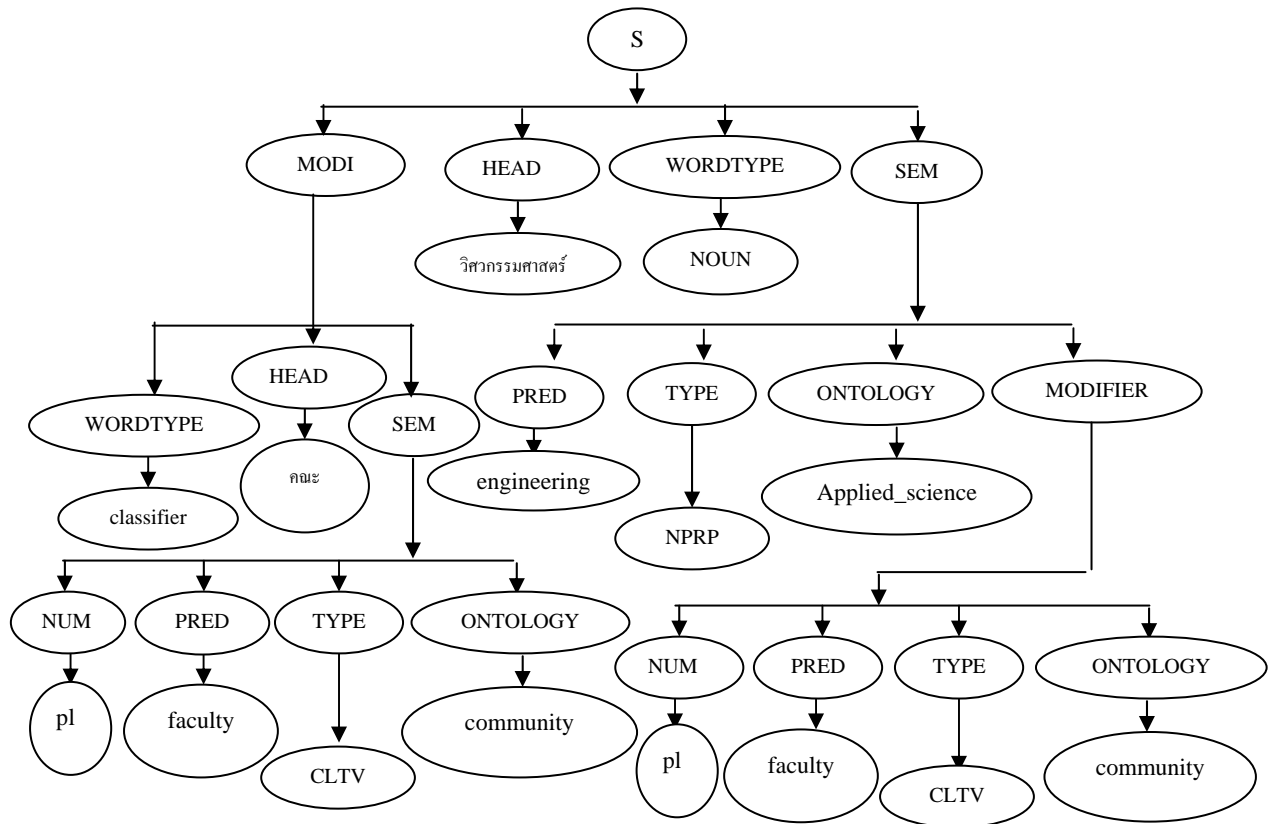 S
MODI
HEAD
WORDTYPE
SEM
วิศวกรรมศาสตร์
NOUN
HEAD
PRED
TYPE
ONTOLOGY
MODIFIER
WORDTYPE
SEM
คณะ
engineering
Applied_science
classifier
NPRP
NUM
PRED
TYPE
ONTOLOGY
NUM
PRED
TYPE
ONTOLOGY
pl
faculty
community
pl
faculty
community
CLTV
CLTV